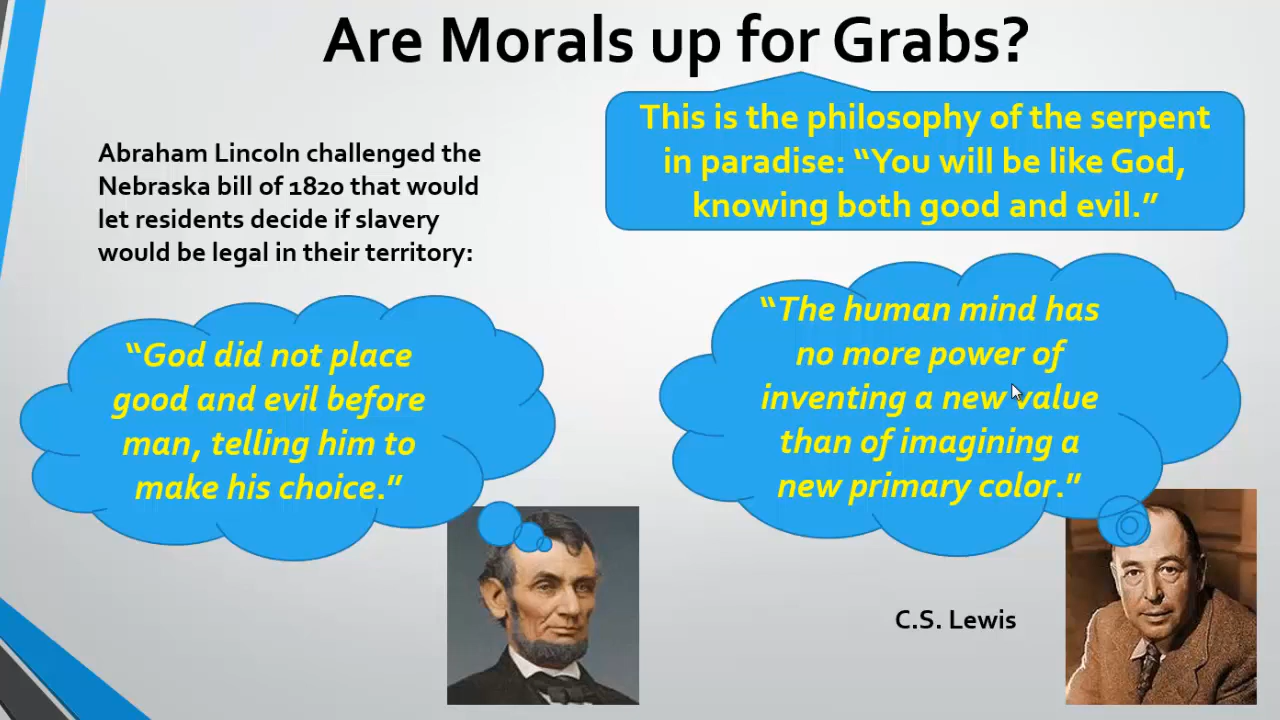 Are Morals up for Grabs?
This is the philosophy of the serpent
in paradise: “You will be like God,
knowing both good and evil.”
Abraham Lincoln challenged the
Nebraska bill of 1820 that would
let residents decide if slavery
would be legal in their territory:
“God did not place
good and evil before
man, telling him to
make his choice.”
“The human mind has
no more power of
inventing a new value
than of imagining a
new primary color.”
C.S. Lewis